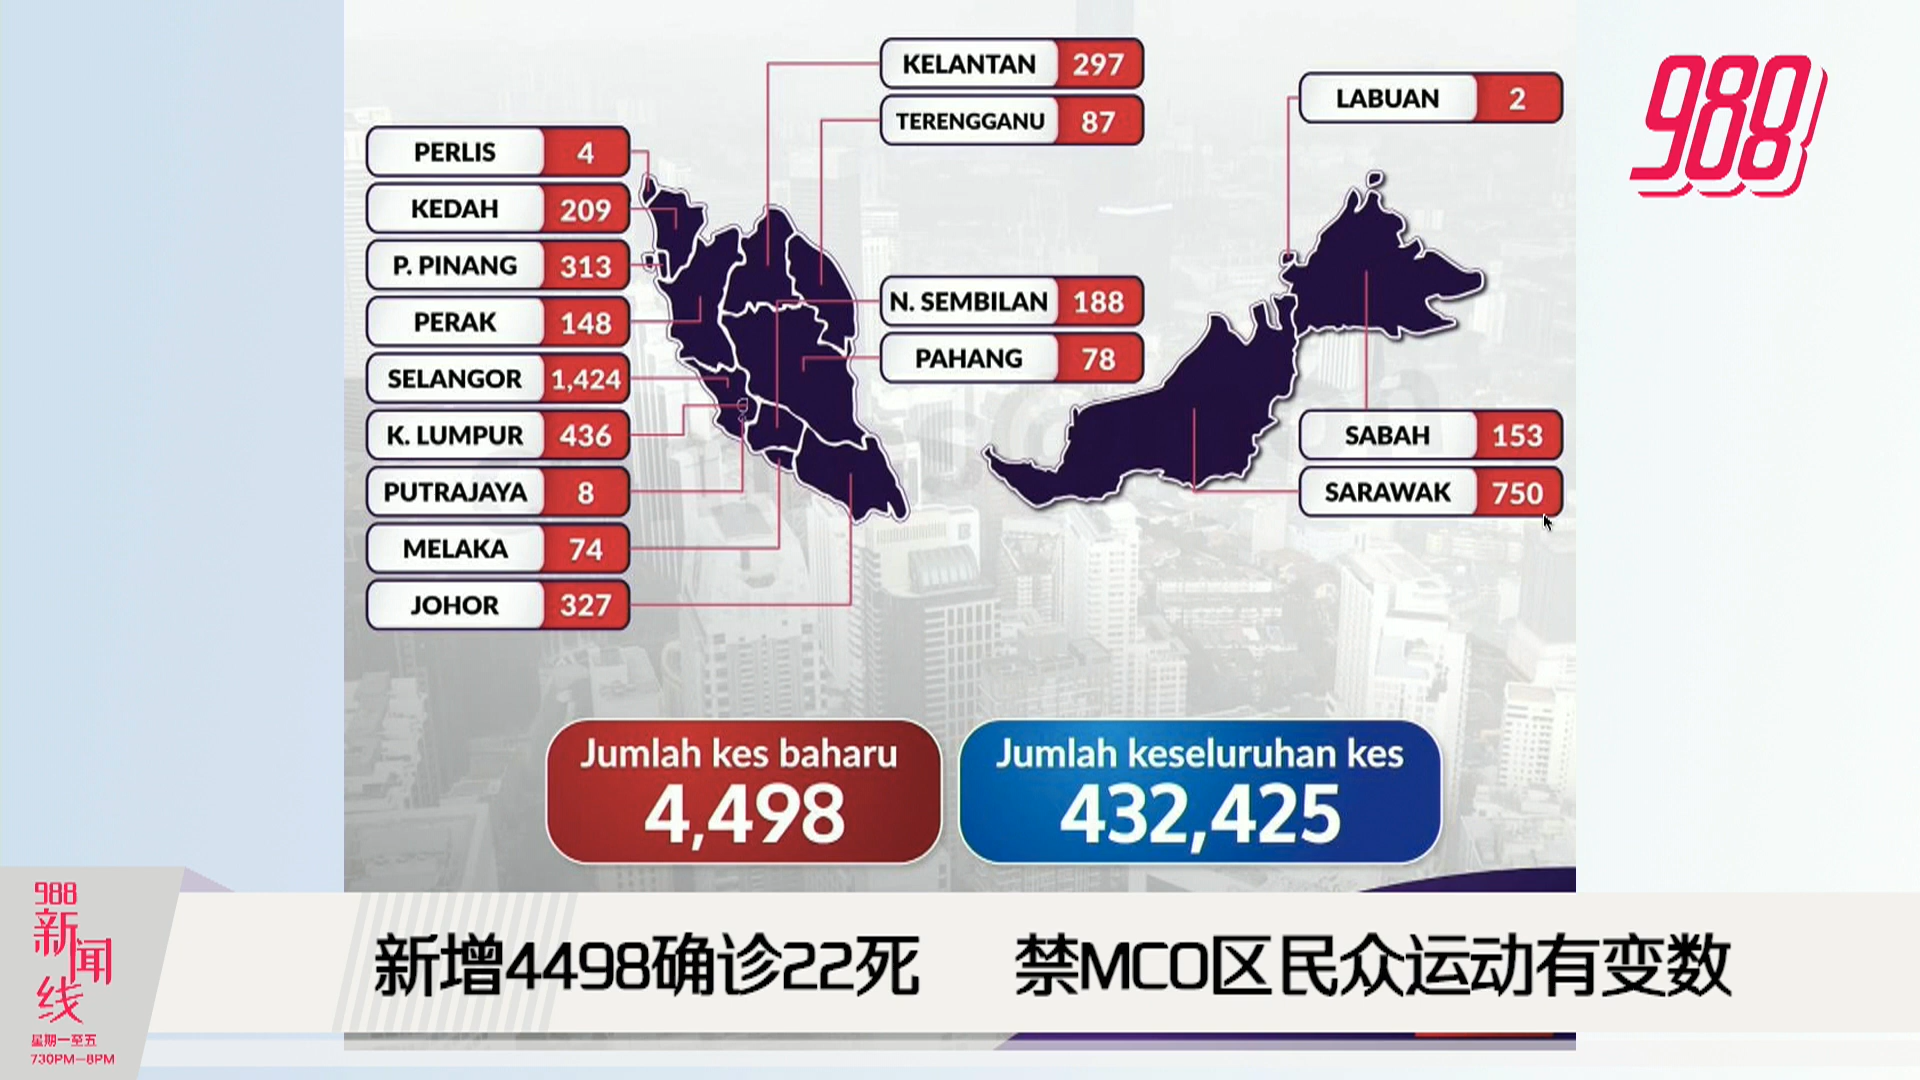 KELANTAN 297
TERENGGANU 87
LABUAN 2
988
PERLIS 4
KEDAH 209
P. PINANG 313
PERAK 148
SELANGOR 1,424
K. LUMPUR 436
PUTRAJAYA 8
MELAKA 74
JOHOR 327
N. SEMBILAN 188
PAHANG 78
SABAH 153
SARAWAK 750
Jumlah kes baharu
4,498
Jumlah keseluruhan kes
432,425
988
新闻线
星期一至五
730PM-8PM
新增4498确诊22死 禁MCO区民众运动有变数